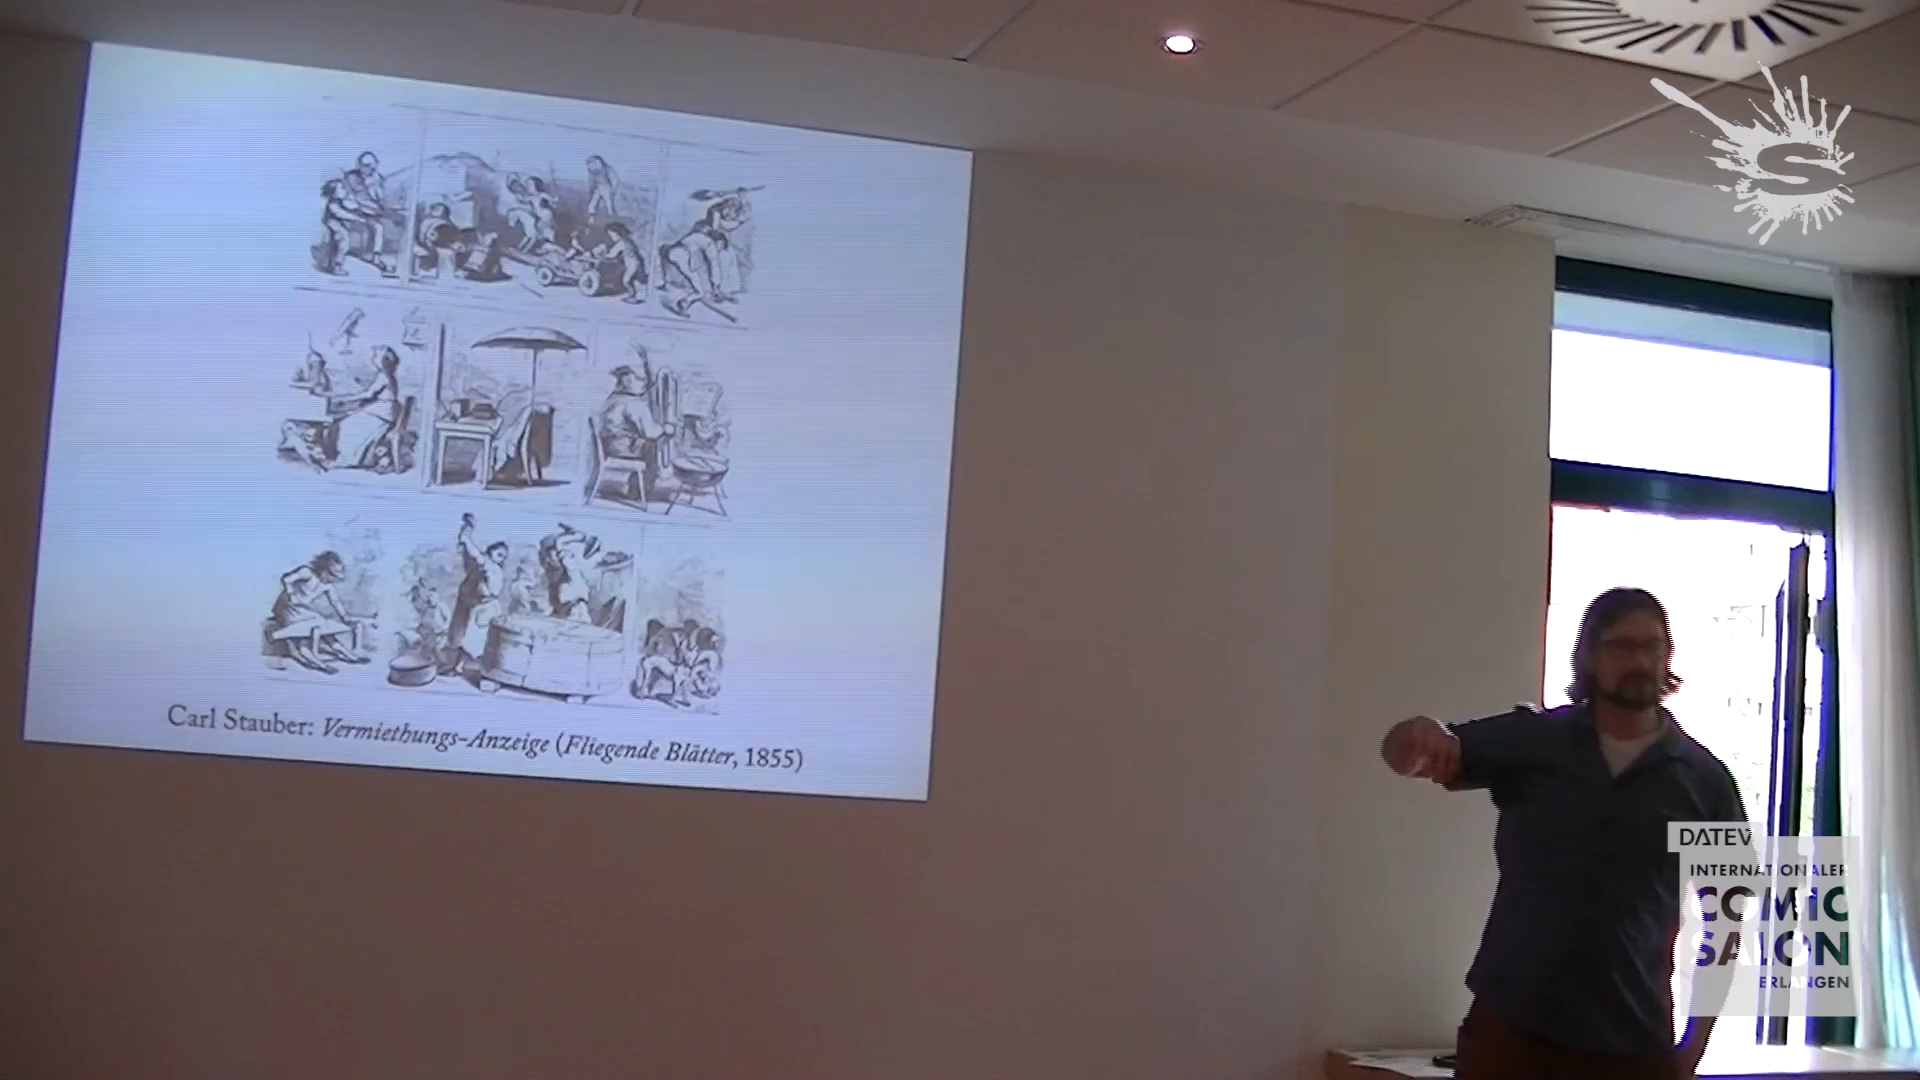 Carl Stauber: Vermiethungs-Anzeige (Fliegende Blätter, 1855)
DATEV
INTERNATIONALER
COMIC
SALON
ERLANGEN